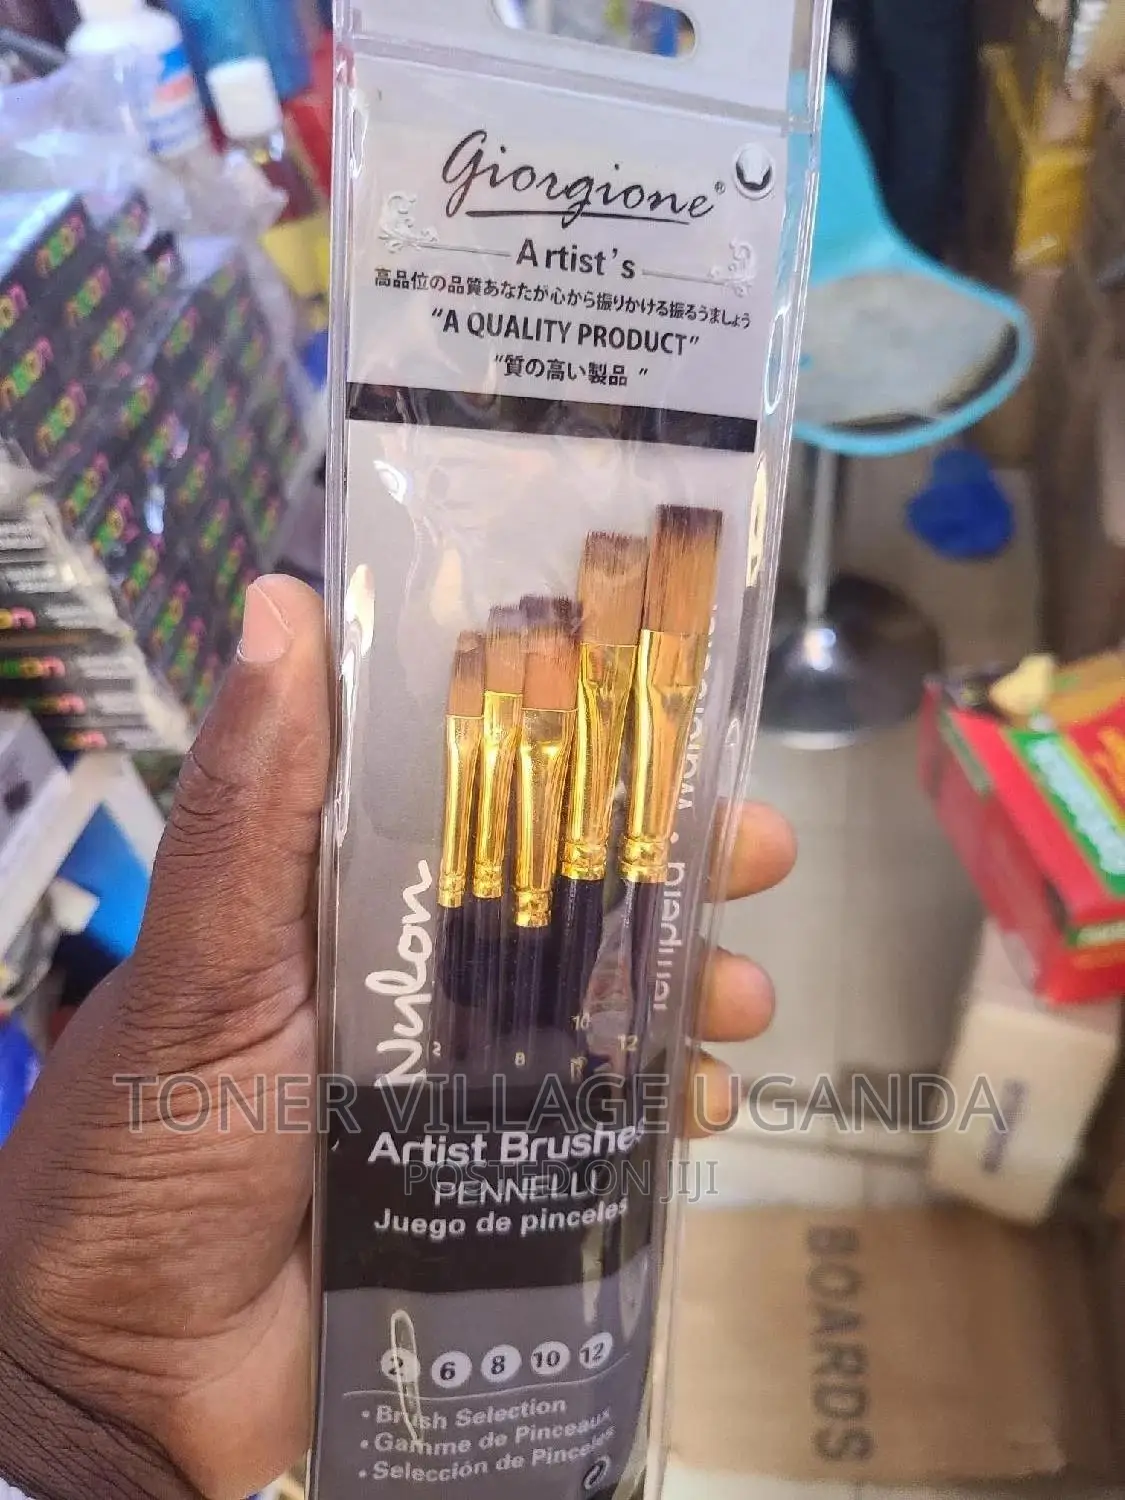 Giorgione®
Artist's
高品位の品質あなたが心から振りかける振るうましょう
"A QUALITY PRODUCT"
"質の高い製品 "
watercolor
tempera ·
Nylon
2
8
10
12
TONER VILLAGE UGANDA
Artist Brushes
POSTED ON JIJI
PENNELLI
Juego de pinceles
2 6 8 10 12
• Brush Selection
• Gamme de Pinceaux
• Selección de Pinceles
BOARDS